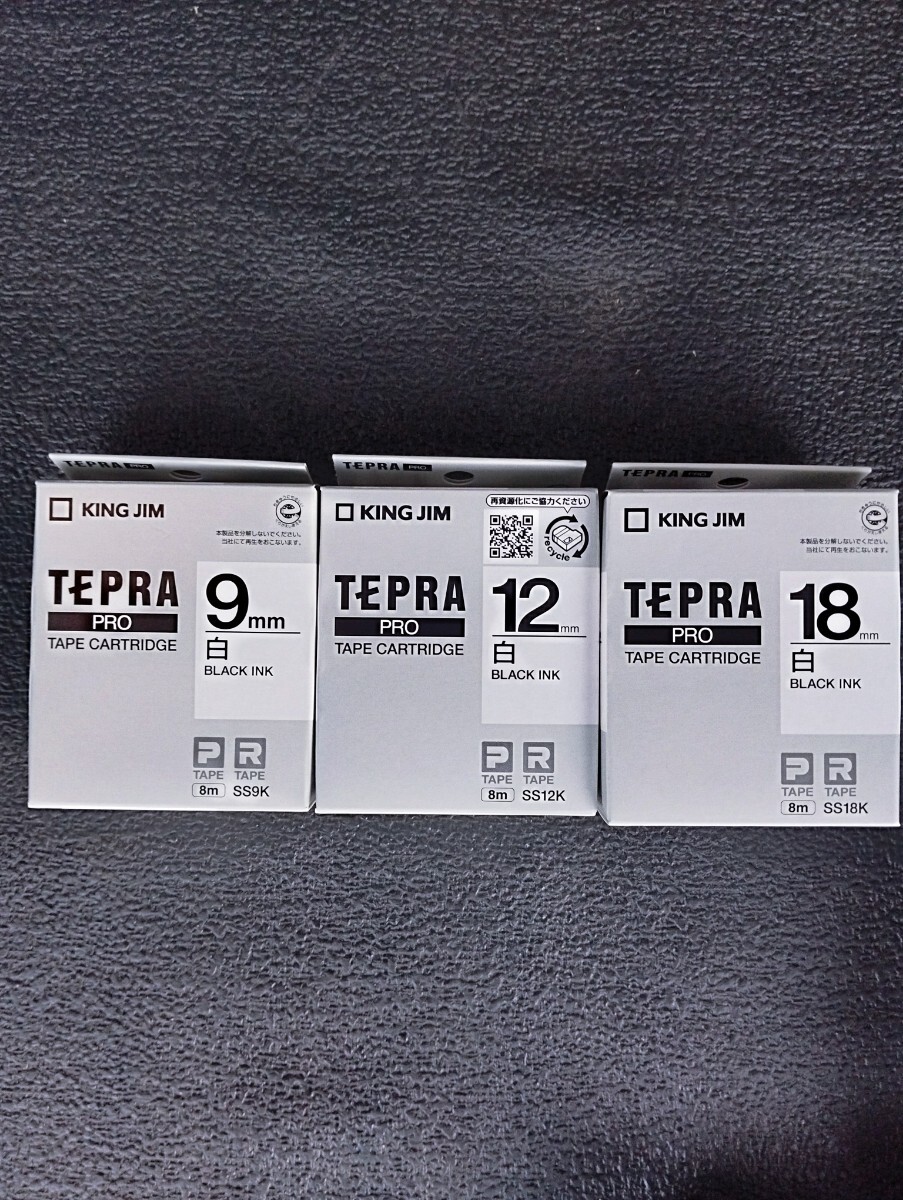 TEPRA PRO
KING JIM
本製品を分解しないでください。
当社にて再生をおこないます。
TEPRA
PRO
TAPE CARTRIDGE
9mm
白
BLACK INK
P R
TAPE TAPE
8m SS9K
TEPRA PRO
再資源化にご協力ください
KING JIM
recycle
TEPRA
PRO
TAPE CARTRIDGE
12mm
白
BLACK INK
P R
TAPE TAPE
8m SS12K
TEPRA PRO
KING JIM
本製品を分解しないでください。
当社にて再生をおこないます。
TEPRA
PRO
TAPE CARTRIDGE
18mm
白
BLACK INK
P R
TAPE TAPE
8m SS18K